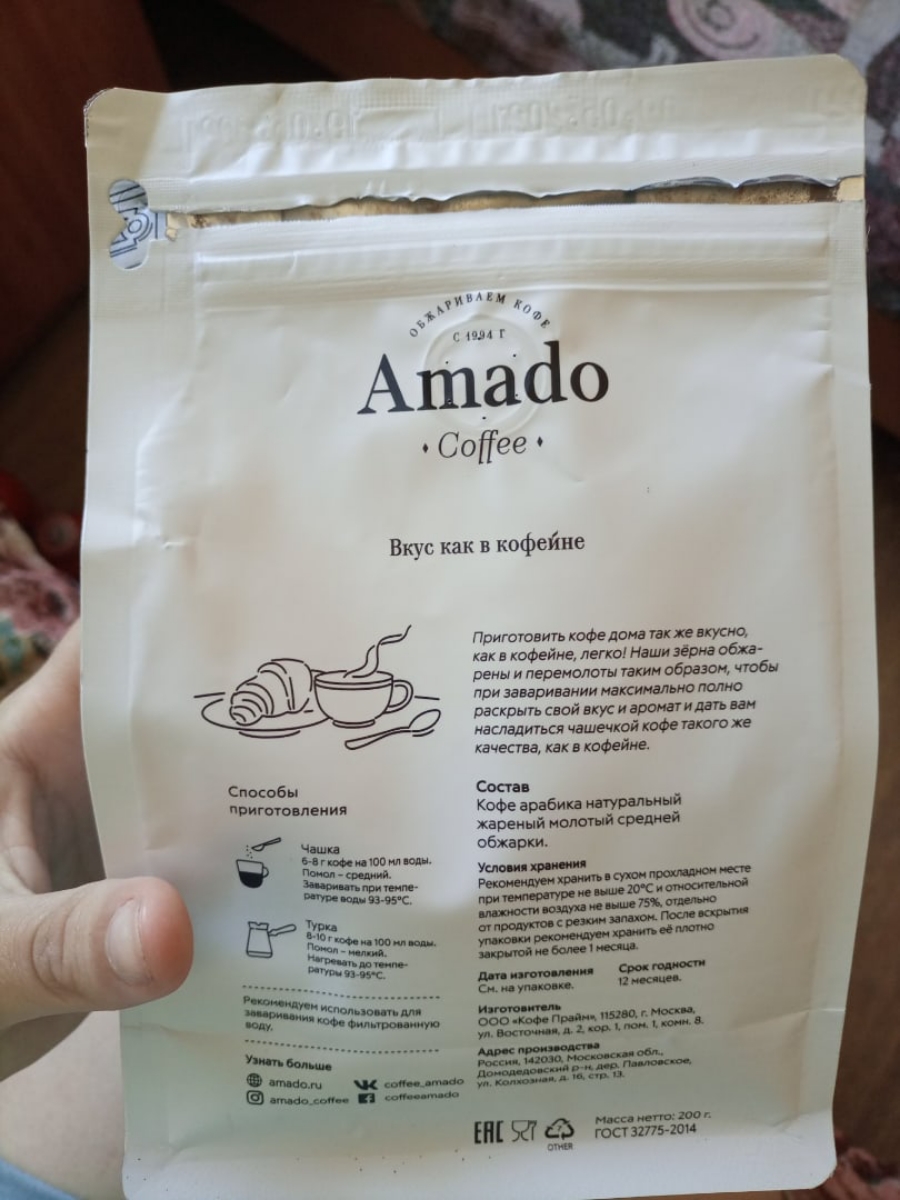 ОБЖАРИВАЕМ КОФЕ
С 1994 Г
Amado
Coffee
Вкус как в кофейне
Приготовить кофе дома так же вкусно,
как в кофейне, легко! Наши зёрна обжа-
рены и перемолоты таким образом, чтобы
при заваривании максимально полно
раскрыть свой вкус и аромат и дать вам
насладиться чашечкой кофе такого же
качества, как в кофейне.
Способы
приготовления
Чашка
6-8 г кофе на 100 мл воды.
Помол – средний.
Заваривать при темпе-
ратуре воды 93-95°C.
Турка
8-10 г кофе на 100 мл воды.
Помол – мелкий.
Нагревать до темпе-
ратуры 93-95°C.
Рекомендуем использовать для
заваривания кофе фильтрованную
воду.
Узнать больше
amado.ru
coffee_amado
amado_coffee
coffeeamado
Состав
Кофе арабика натуральный
жареный молотый средней
обжарки.
Условия хранения
Рекомендуем хранить в сухом прохладном месте
при температуре не выше 20°C и относительной
влажности воздуха не выше 75%, отдельно
от продуктов с резким запахом. После вскрытия
упаковки рекомендуем хранить её плотно
закрытой не более 1 месяца.
Дата изготовления
См. на упаковке.
Срок годности
12 месяцев.
Изготовитель
ООО «Кофе Прайм», 115280, г. Москва,
ул. Восточная, д. 2, кор. 1, пом. 1, комн. 8.
Адрес производства
Россия, 142030, Московская обл.,
Домодедовский р-н, дер. Павловское,
ул. Колхозная, д. 16, стр. 13.
EAC
OTHER
Масса нетто: 200 г.
ГОСТ 32775-2014